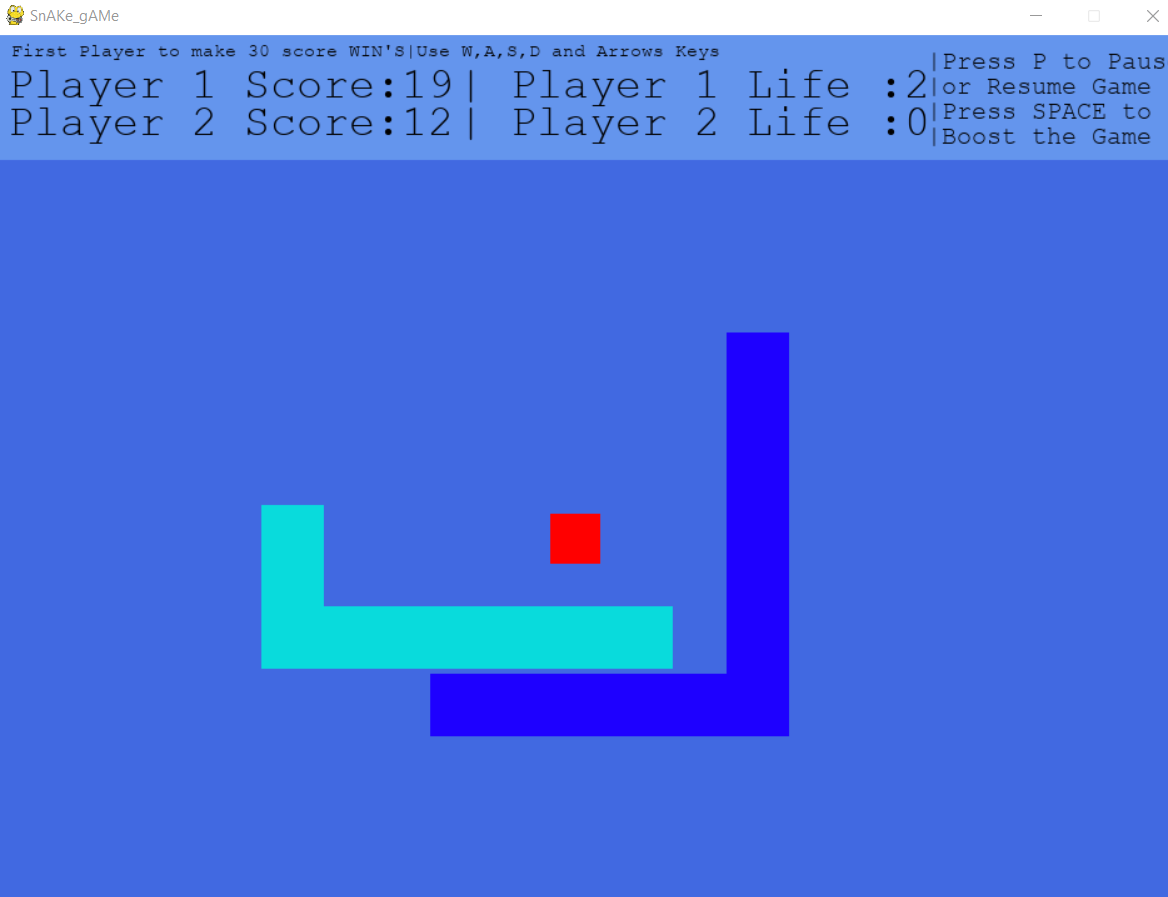 SnAKe_gAMe
First Player to make 30 score WIN'S|Use W,A,S,D and Arrows Keys
Player 1 Score:19| Player 1 Life :2
Player 2 Score:12| Player 2 Life :0
|Press P to Paus
|or Resume Game
|Press SPACE to
|Boost the Game